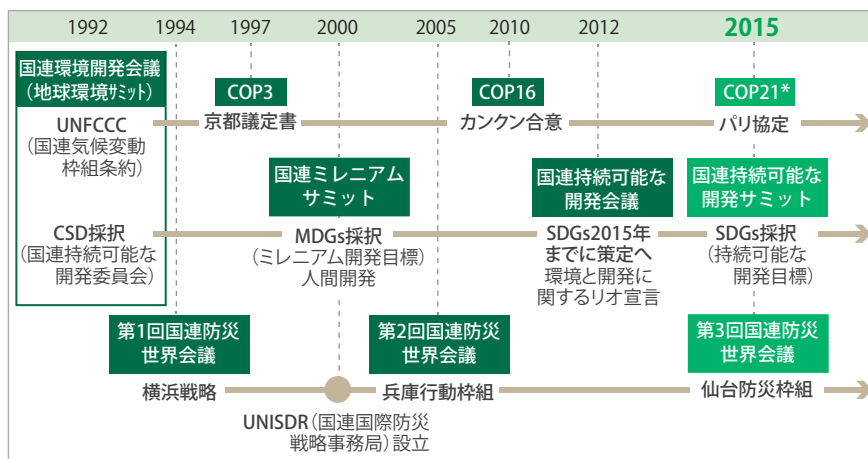 1992 1994 1997 2000 2005 2010 2012 2015
国連環境開発会議
(地球環境サミット)
UNFCCC
(国連気候変動
枠組条約)
COP3
京都議定書
COP16
カンクン合意
COP21*
パリ協定
CSD採択
(国連持続可能な
開発委員会)
国連ミレニアム
サミット
MDGs採択
(ミレニアム開発目標)
人間開発
国連持続可能な
開発会議
SDGs2015年
までに策定へ
環境と開発に
関するリオ宣言
国連持続可能な
開発サミット
SDGs採択
(持続可能な
開発目標)
第1回国連防災
世界会議
横浜戦略
UNISDR(国連国際防災
戦略事務局)設立
第2回国連防災
世界会議
兵庫行動枠組
第3回国連防災
世界会議
仙台防災枠組